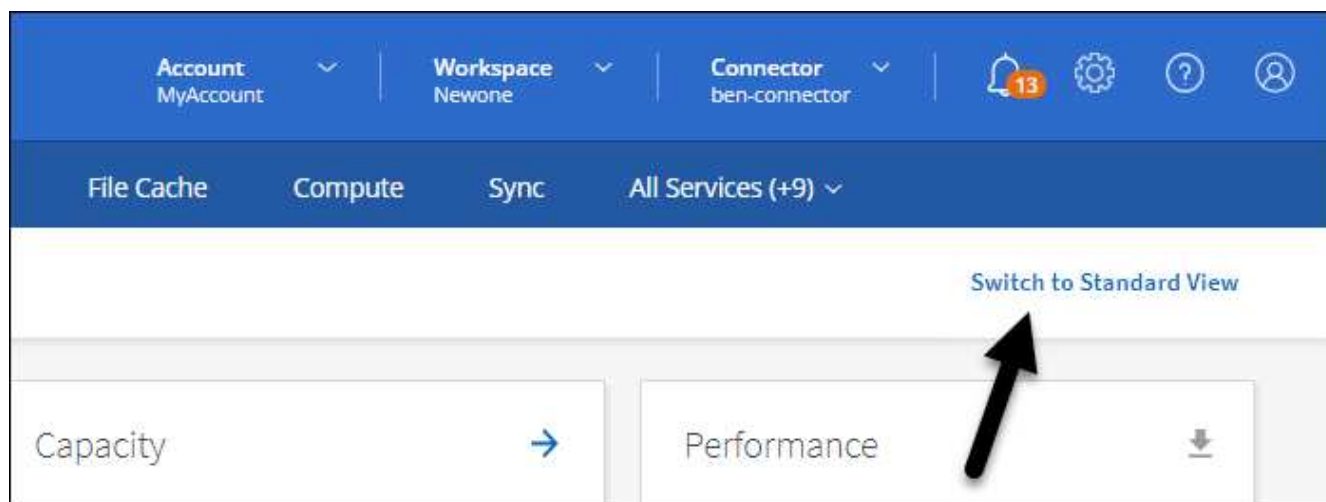 Account Workspace Connector
MyAccount Newone ben-connector 13
File Cache Compute Sync All Services (+9)
Switch to Standard View
Capacity Performance